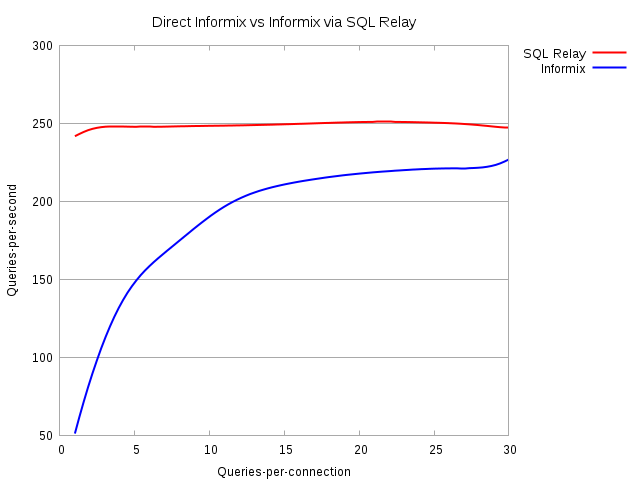 Direct Informix vs Informix via SQL Relay
SQL Relay
Informix
Queries-per-second
300
250
200
150
100
50
0 5 10 15 20 25 30
Queries-per-connection